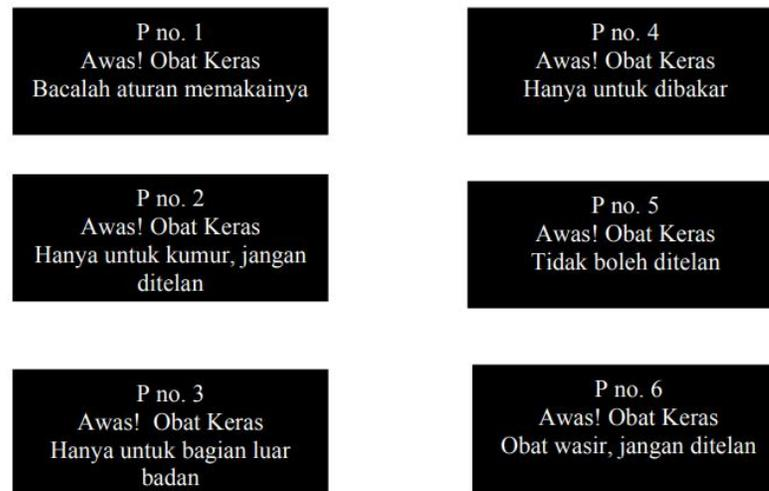 P no. 1
Awas! Obat Keras
Bacalah aturan memakainya
P no. 2
Awas! Obat Keras
Hanya untuk kumur, jangan
ditelan
P no. 3
Awas! Obat Keras
Hanya untuk bagian luar
badan
P no. 4
Awas! Obat Keras
Hanya untuk dibakar
P no. 5
Awas! Obat Keras
Tidak boleh ditelan
P no. 6
Awas! Obat Keras
Obat wasir, jangan ditelan